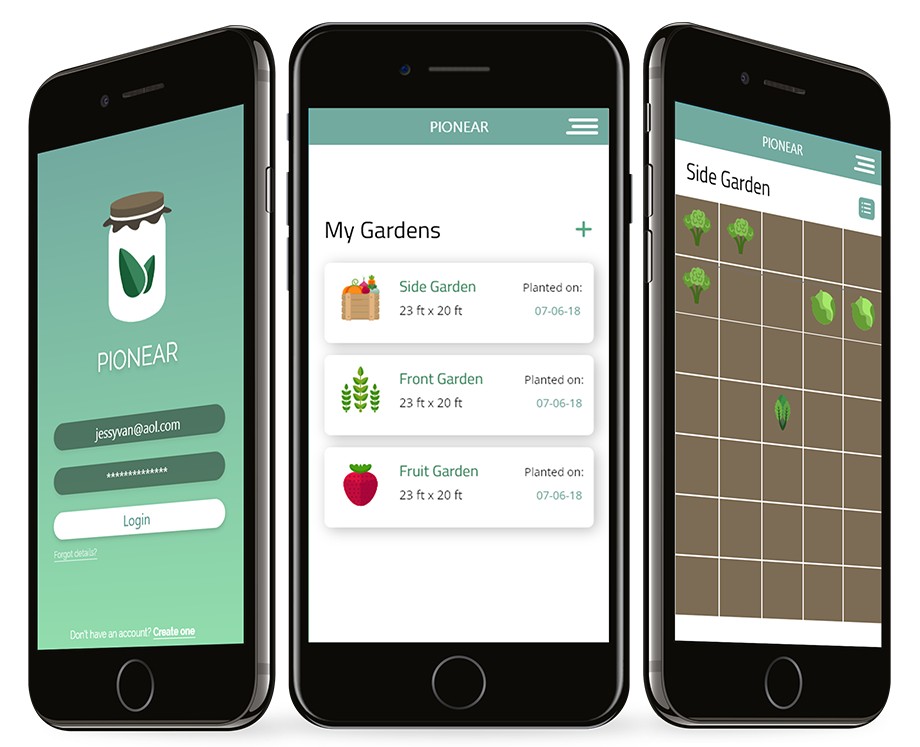 PIONEAR
jessyvan@aol.com
**************
Login
Forgot details?
Don't have an account? Create one
PIONEAR
My Gardens +
Side Garden Planted on:
23 ft x 20 ft 07-06-18
Front Garden Planted on:
23 ft x 20 ft 07-06-18
Fruit Garden Planted on:
23 ft x 20 ft 07-06-18
PIONEAR
Side Garden